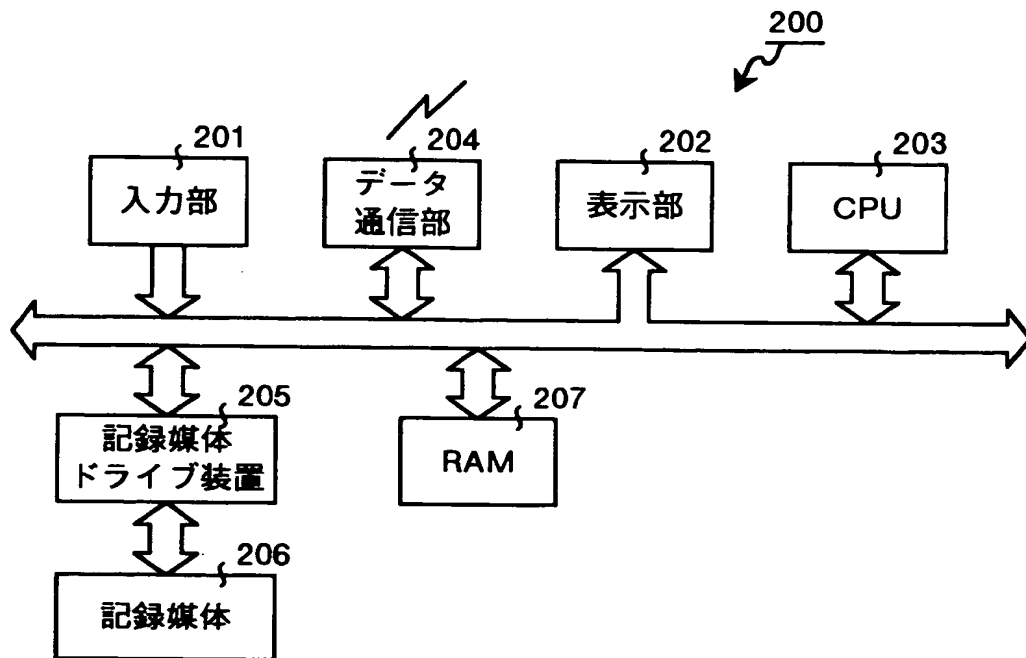 200
201
入力部
204
データ
通信部
202
表示部
203
CPU
205
記録媒体
ドライブ装置
207
RAM
206
記録媒体